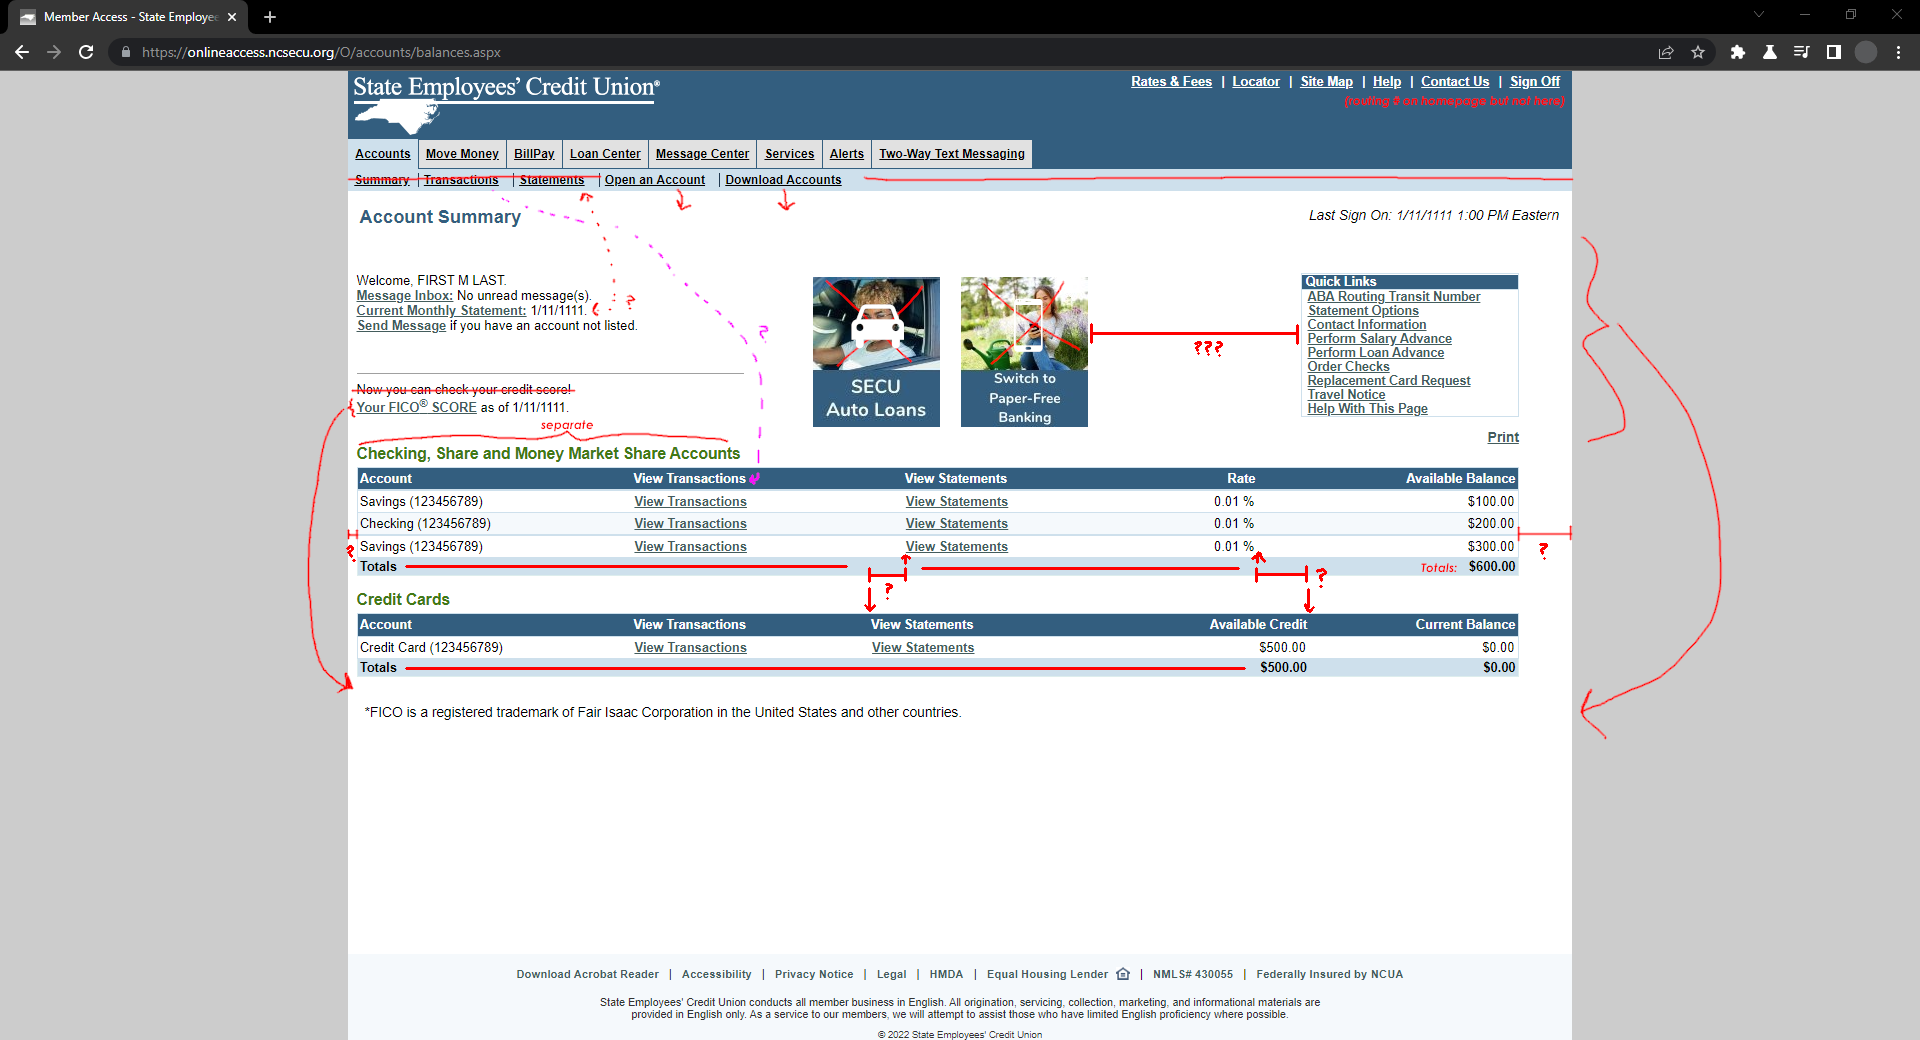 Member Access - State Employee
https://onlineaccess.ncsecu.org/O/accounts/balances.aspx
State Employees' Credit Union®
Rates & Fees | Locator | Site Map | Help | Contact Us | Sign Off
(routing # on homepage but not here)
Accounts Move Money BillPay Loan Center Message Center Services Alerts Two-Way Text Messaging
Summary | Transactions | Statements | Open an Account | Download Accounts
Account Summary
Last Sign On: 1/11/1111 1:00 PM Eastern
Welcome, FIRST M LAST.
Message Inbox: No unread message(s).
Current Monthly Statement: 1/11/1111. ?
Send Message if you have an account not listed.
?
Now you can check your credit score!
Your FICO® SCORE as of 1/11/1111.
SECU
Auto Loans
Switch to
Paper-Free
Banking
???
Quick Links
ABA Routing Transit Number
Statement Options
Contact Information
Perform Salary Advance
Perform Loan Advance
Order Checks
Replacement Card Request
Travel Notice
Help With This Page
separate
Print
Checking, Share and Money Market Share Accounts
Account View Transactions View Statements Rate Available Balance
Savings (123456789) View Transactions View Statements 0.01 % $100.00
Checking (123456789) View Transactions View Statements 0.01 % $200.00
? Savings (123456789) View Transactions View Statements 0.01 % $300.00 ?
Totals Totals: $600.00
? ?
Credit Cards
Account View Transactions View Statements Available Credit Current Balance
Credit Card (123456789) View Transactions View Statements $500.00 $0.00
Totals $500.00 $0.00
*FICO is a registered trademark of Fair Isaac Corporation in the United States and other countries.
Download Acrobat Reader | Accessibility | Privacy Notice | Legal | HMDA | Equal Housing Lender | NMLS# 430055 | Federally Insured by NCUA
State Employees' Credit Union conducts all member business in English. All origination, servicing, collection, marketing, and informational materials are
provided in English only. As a service to our members, we will attempt to assist those who have limited English proficiency where possible.
© 2022 State Employees' Credit Union